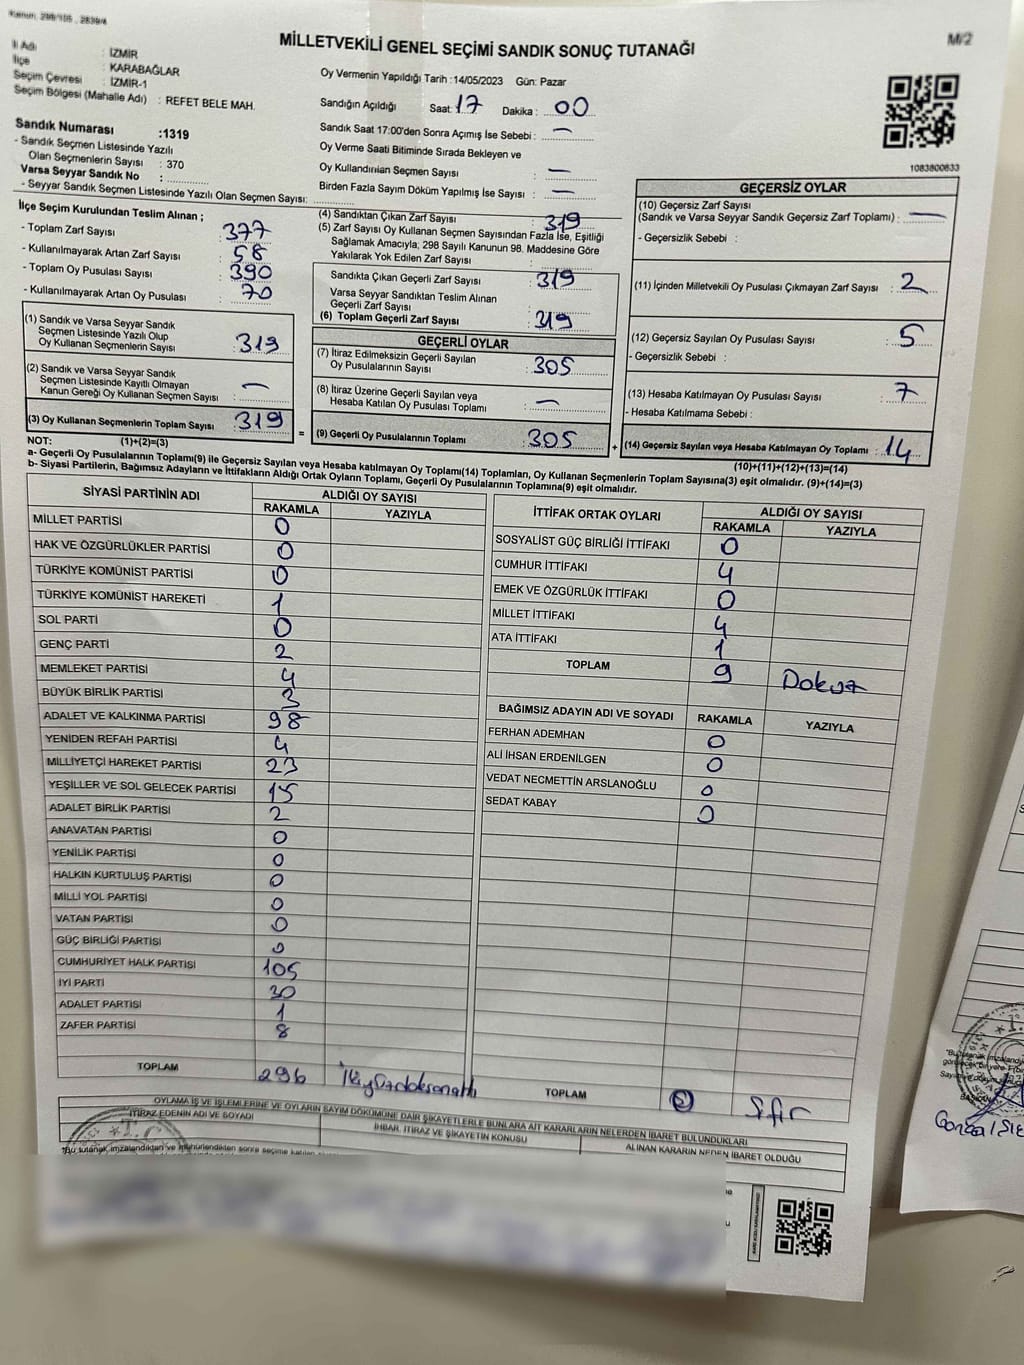 Kanun, 298/105 , 2839/4
M/2
MİLLETVEKİLİ GENEL SEÇİMİ SANDIK SONUÇ TUTANAĞI
İl Adı : İZMİR
İlçe : KARABAĞLAR
Seçim Çevresi : İZMİR-1
Seçim Bölgesi (Mahalle Adı) : REFET BELE MAH.
Sandık Numarası :1319
- Sandık Seçmen Listesinde Yazılı
Olan Seçmenlerin Sayısı : 370
Varsa Seyyar Sandık No :
- Seyyar Sandık Seçmen Listesinde Yazılı Olan Seçmen Sayısı:
Oy Vermenin Yapıldığı Tarih :14/05/2023 Gün: Pazar
Sandığın Açıldığı Saat: 17 Dakika : 00
Sandık Saat 17:00'den Sonra Açımış İse Sebebi : —
Oy Verme Saati Bitiminde Sırada Bekleyen ve
Oy Kullandırılan Seçmen Sayısı : —
Birden Fazla Sayım Döküm Yapılmış İse Sayısı : —
1083800633
İlçe Seçim Kurulundan Teslim Alınan ;
- Toplam Zarf Sayısı : 377
- Kullanılmayarak Artan Zarf Sayısı : 58
- Toplam Oy Pusulası Sayısı : 390
- Kullanılmayarak Artan Oy Pusulası : 70
(1) Sandık ve Varsa Seyyar Sandık
Seçmen Listesinde Yazılı Olup
Oy Kullanan Seçmenlerin Sayısı : 319
(2) Sandık ve Varsa Seyyar Sandık
Seçmen Listesinde Kayıtlı Olmayan
Kanun Gereği Oy Kullanan Seçmen Sayısı : —
(3) Oy Kullanan Seçmenlerin Toplam Sayısı : 319
(4) Sandıktan Çıkan Zarf Sayısı : 319
(5) Zarf Sayısı Oy Kullanan Seçmen Sayısından Fazla İse, Eşitliği
Sağlamak Amacıyla; 298 Sayılı Kanunun 98. Maddesine Göre
Yakılarak Yok Edilen Zarf Sayısı :
Sandıkta Çıkan Geçerli Zarf Sayısı : 319
Varsa Seyyar Sandıktan Teslim Alınan
Geçerli Zarf Sayısı :
(6) Toplam Geçerli Zarf Sayısı : 319
GEÇERLİ OYLAR
(7) İtiraz Edilmeksizin Geçerli Sayılan
Oy Pusulalarının Sayısı : 305
(8) İtiraz Üzerine Geçerli Sayılan veya
Hesaba Katılan Oy Pusulası Toplamı : —
= (9) Geçerli Oy Pusulalarının Toplamı : 305
GEÇERSİZ OYLAR
(10) Geçersiz Zarf Sayısı
(Sandık ve Varsa Seyyar Sandık Geçersiz Zarf Toplamı) : —
- Geçersizlik Sebebi :
(11) İçinden Milletvekili Oy Pusulası Çıkmayan Zarf Sayısı : 2
(12) Geçersiz Sayılan Oy Pusulası Sayısı : 5
- Geçersizlik Sebebi :
(13) Hesaba Katılmayan Oy Pusulası Sayısı : 7
- Hesaba Katılmama Sebebi :
+ (14) Geçersiz Sayılan veya Hesaba Katılmayan Oy Toplamı : 14
NOT: (1)+(2)=(3)
(10)+(11)+(12)+(13)=(14)
a- Geçerli Oy Pusulalarının Toplamı(9) ile Geçersiz Sayılan veya Hesaba katılmayan Oy Toplamı(14) Toplamları, Oy Kullanan Seçmenlerin Toplam Sayısına(3) eşit olmalıdır. (9)+(14)=(3)
b- Siyasi Partilerin, Bağımsız Adayların ve İttifakların Aldığı Ortak Oyların Toplamı, Geçerli Oy Pusulalarının Toplamına(9) eşit olmalıdır.
SİYASİ PARTİNİN ADI ALDIĞI OY SAYISI
RAKAMLA YAZIYLA
MİLLET PARTİSİ 0
HAK VE ÖZGÜRLÜKLER PARTİSİ 0
TÜRKİYE KOMÜNİST PARTİSİ 0
TÜRKİYE KOMÜNİST HAREKETİ 1
SOL PARTİ 0
GENÇ PARTİ 2
MEMLEKET PARTİSİ 4
BÜYÜK BİRLİK PARTİSİ 3
ADALET VE KALKINMA PARTİSİ 98
YENİDEN REFAH PARTİSİ 4
MİLLİYETÇİ HAREKET PARTİSİ 23
YEŞİLLER VE SOL GELECEK PARTİSİ 15
ADALET BİRLİK PARTİSİ 2
ANAVATAN PARTİSİ 0
YENİLİK PARTİSİ 0
HALKIN KURTULUŞ PARTİSİ 0
MİLLİ YOL PARTİSİ 0
VATAN PARTİSİ 0
GÜÇ BİRLİĞİ PARTİSİ 0
CUMHURİYET HALK PARTİSİ 105
İYİ PARTİ 30
ADALET PARTİSİ 1
ZAFER PARTİSİ 8
TOPLAM 296 İkiyüzdoksanaltı
İTTİFAK ORTAK OYLARI ALDIĞI OY SAYISI
RAKAMLA YAZIYLA
SOSYALİST GÜÇ BİRLİĞİ İTTİFAKI 0
CUMHUR İTTİFAKI 4
EMEK VE ÖZGÜRLÜK İTTİFAKI 0
MİLLET İTTİFAKI 4
ATA İTTİFAKI 1
TOPLAM 9 Dokuz
BAĞIMSIZ ADAYIN ADI VE SOYADI RAKAMLA YAZIYLA
FERHAN ADEMHAN 0
ALİ İHSAN ERDENİLGEN 0
VEDAT NECMETTİN ARSLANOĞLU 0
SEDAT KABAY 0
TOPLAM 0 Sıfır
OYLAMA İŞ VE İŞLEMLERİNE VE OYLARIN SAYIM DÖKÜMÜNE DAİR ŞİKAYETLERLE BUNLARA AİT KARARLARIN NELERDEN İBARET BULUNDUKLARI
İTİRAZ EDENİN ADI VE SOYADI İHBAR, İTİRAZ VE ŞİKAYETİN KONUSU ALINAN KARARIN NEDEN İBARET OLDUĞU
"Bu tutanak imzalandıktan ve mühürlendikten sonra seçime katılan